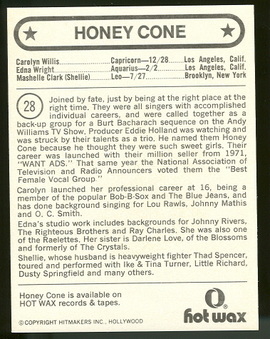 HONEY CONE
Carolyn Willis Capricorn-12/28 Los Angeles, Calif.
Edna Wright Aquarius-2/2 Los Angeles, Calif.
Mashelle Clark (Shellie) Leo-7/27 Brooklyn, New York
28
Joined by fate, just by being at the right place at the right time. They were all singers with accomplished individual careers, and were called together as a back-up group for a Burt Bacharach sequence on the Andy Williams TV Show, Producer Eddie Holland was watching and was struck by their talents as a trio. He named them Honey Cone because he thought they were such sweet girls. Their career was launched with their million seller from 1971, "WANT ADS." That same year the National Association of Television and Radio Announcers voted them the "Best Female Vocal Group."
Carolyn launched her professional career at 16, being a member of the popular Bob-B-Sox and The Blue Jeans, and has done background singing for Lou Rawls, Johnny Mathis and O. C. Smith.
Edna's studio work includes backgrounds for Johnny Rivers, The Righteous Brothers and Ray Charles. She was also one of the Raelettes. Her sister is Darlene Love, of the Blossoms and formerly of The Crystals.
Shellie, whose husband is heavyweight fighter Thad Spencer, toured and performed with Ike & Tina Turner, Little Richard, Dusty Springfield and many others.
Honey Cone is available on
HOT WAX records & tapes.
© COPYRIGHT HITMAKERS INC., HOLLYWOOD.
hot wax